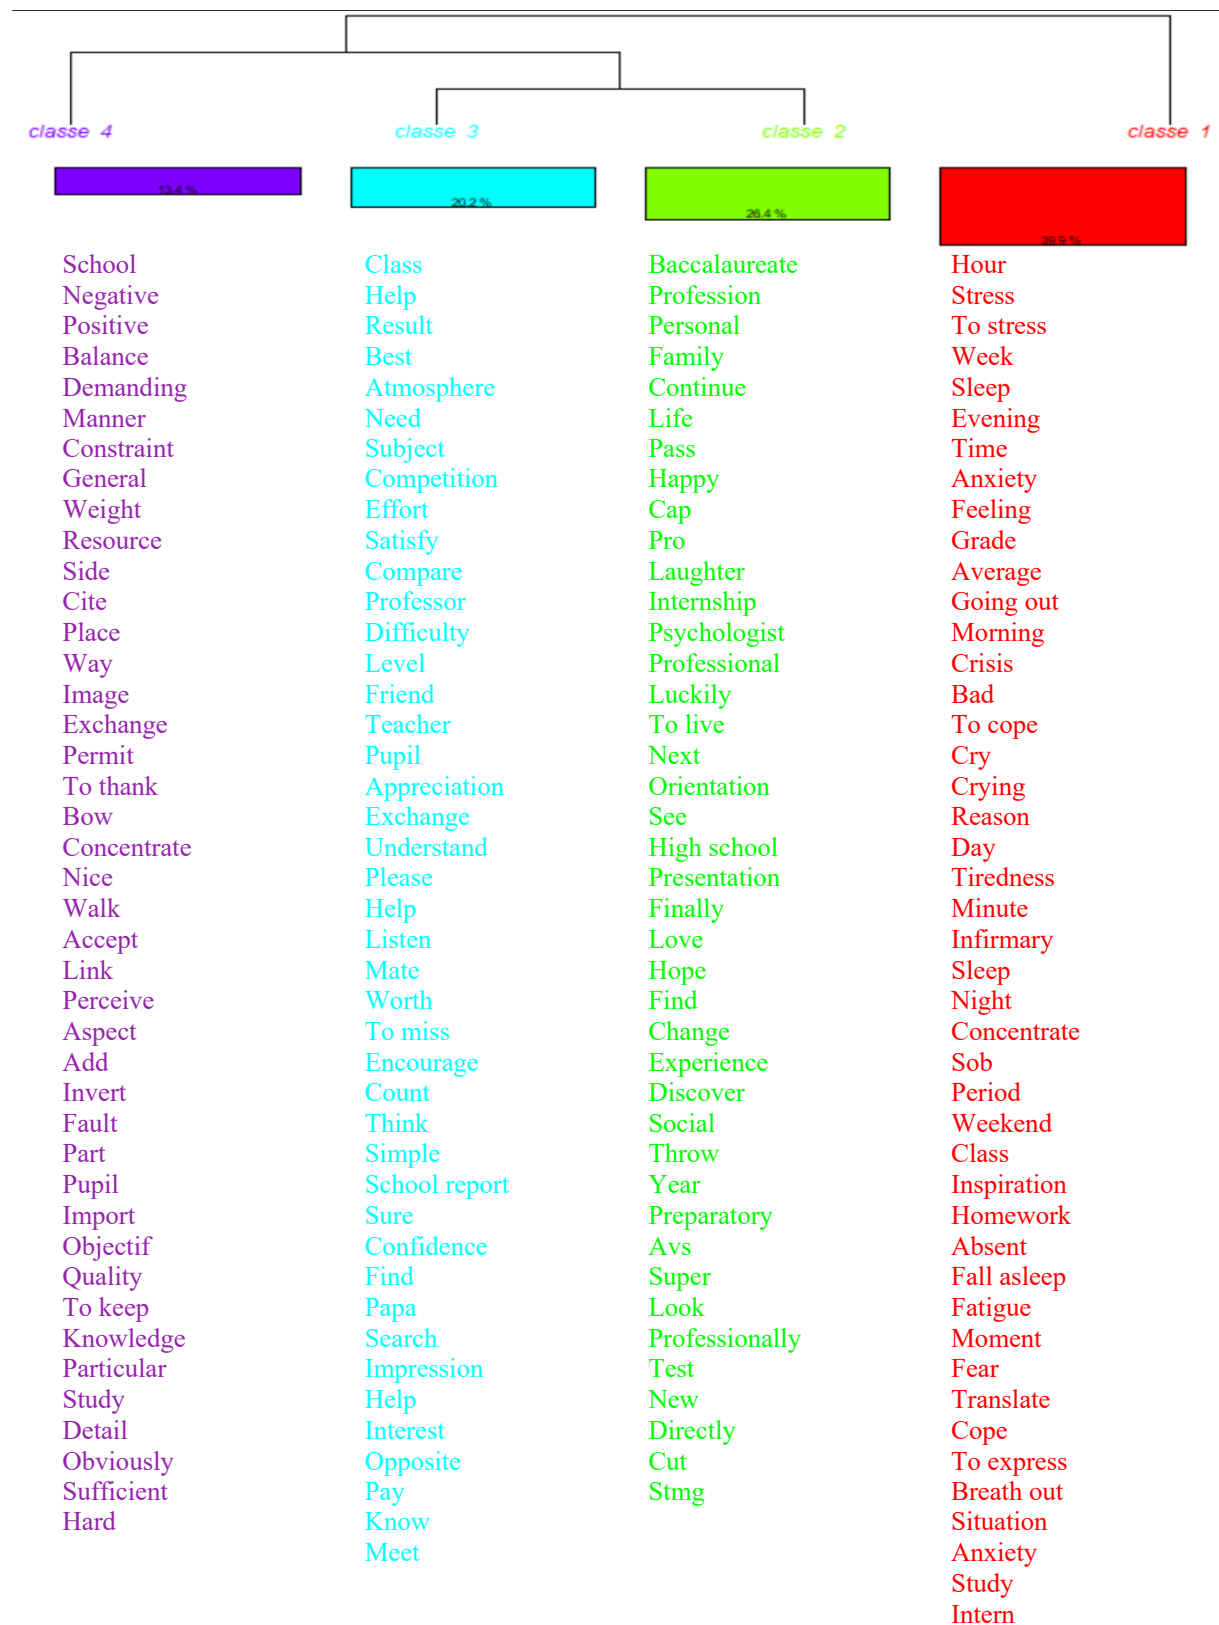 classe 4
classe 3
classe 2
classe 1
13.4 %
20.2 %
26.4 %
39.9 %
School
Negative
Positive
Balance
Demanding
Manner
Constraint
General
Weight
Resource
Side
Cite
Place
Way
Image
Exchange
Permit
To thank
Bow
Concentrate
Nice
Walk
Accept
Link
Perceive
Aspect
Add
Invert
Fault
Part
Pupil
Import
Objectif
Quality
To keep
Knowledge
Particular
Study
Detail
Obviously
Sufficient
Hard
Class
Help
Result
Best
Atmosphere
Need
Subject
Competition
Effort
Satisfy
Compare
Professor
Difficulty
Level
Friend
Teacher
Pupil
Appreciation
Exchange
Understand
Please
Help
Listen
Mate
Worth
To miss
Encourage
Count
Think
Simple
School report
Sure
Confidence
Find
Papa
Search
Impression
Help
Interest
Opposite
Pay
Know
Meet
Baccalaureate
Profession
Personal
Family
Continue
Life
Pass
Happy
Cap
Pro
Laughter
Internship
Psychologist
Professional
Luckily
To live
Next
Orientation
See
High school
Presentation
Finally
Love
Hope
Find
Change
Experience
Discover
Social
Throw
Year
Preparatory
Avs
Super
Look
Professionally
Test
New
Directly
Cut
Stmg
Hour
Stress
To stress
Week
Sleep
Evening
Time
Anxiety
Feeling
Grade
Average
Going out
Morning
Crisis
Bad
To cope
Cry
Crying
Reason
Day
Tiredness
Minute
Infirmary
Sleep
Night
Concentrate
Sob
Period
Weekend
Class
Inspiration
Homework
Absent
Fall asleep
Fatigue
Moment
Fear
Translate
Cope
To express
Breath out
Situation
Anxiety
Study
Intern